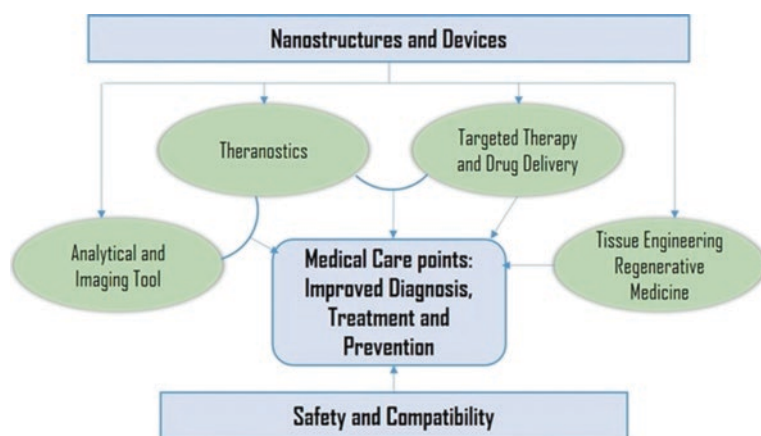 Nanostructures and Devices
Theranostics
Targeted Therapy
and Drug Delivery
Analytical and
Imaging Tool
Medical Care points:
Improved Diagnosis,
Treatment and
Prevention
Tissue Engineering
Regenerative
Medicine
Safety and Compatibility